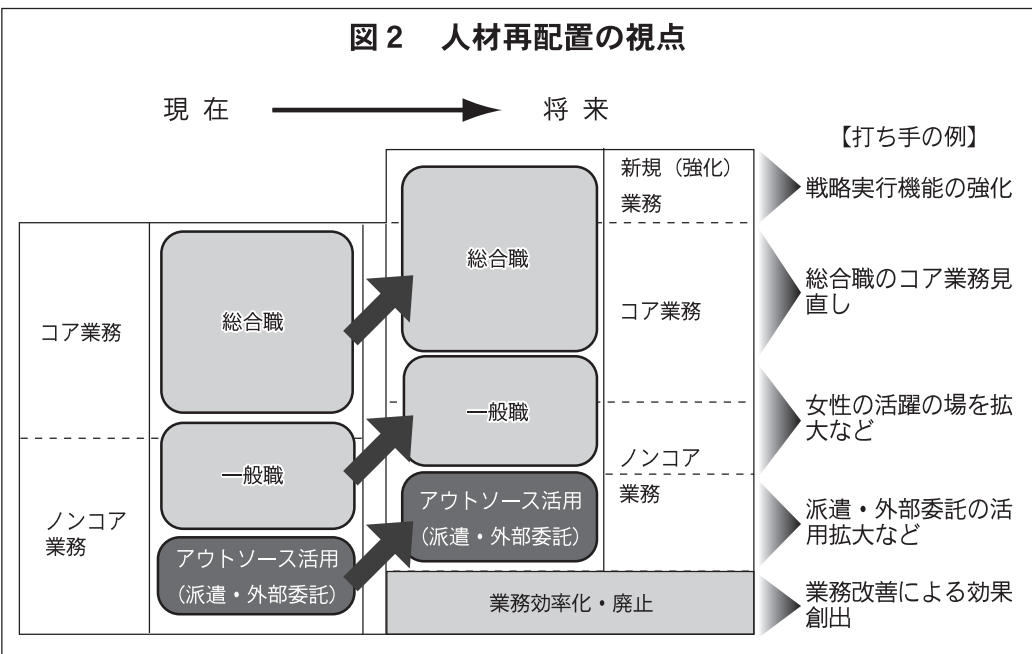 図2 人材再配置の視点
現 在
将 来
【打ち手の例】
コア業務
ノンコア
業務
総合職
一般職
アウトソース活用
（派遣・外部委託）
総合職
一般職
アウトソース活用
（派遣・外部委託）
業務効率化・廃止
新規（強化）
業務
コア業務
ノンコア
業務
戦略実行機能の強化
総合職のコア業務見
直し
女性の活躍の場を拡
大など
派遣・外部委託の活
用拡大など
業務改善による効果
創出